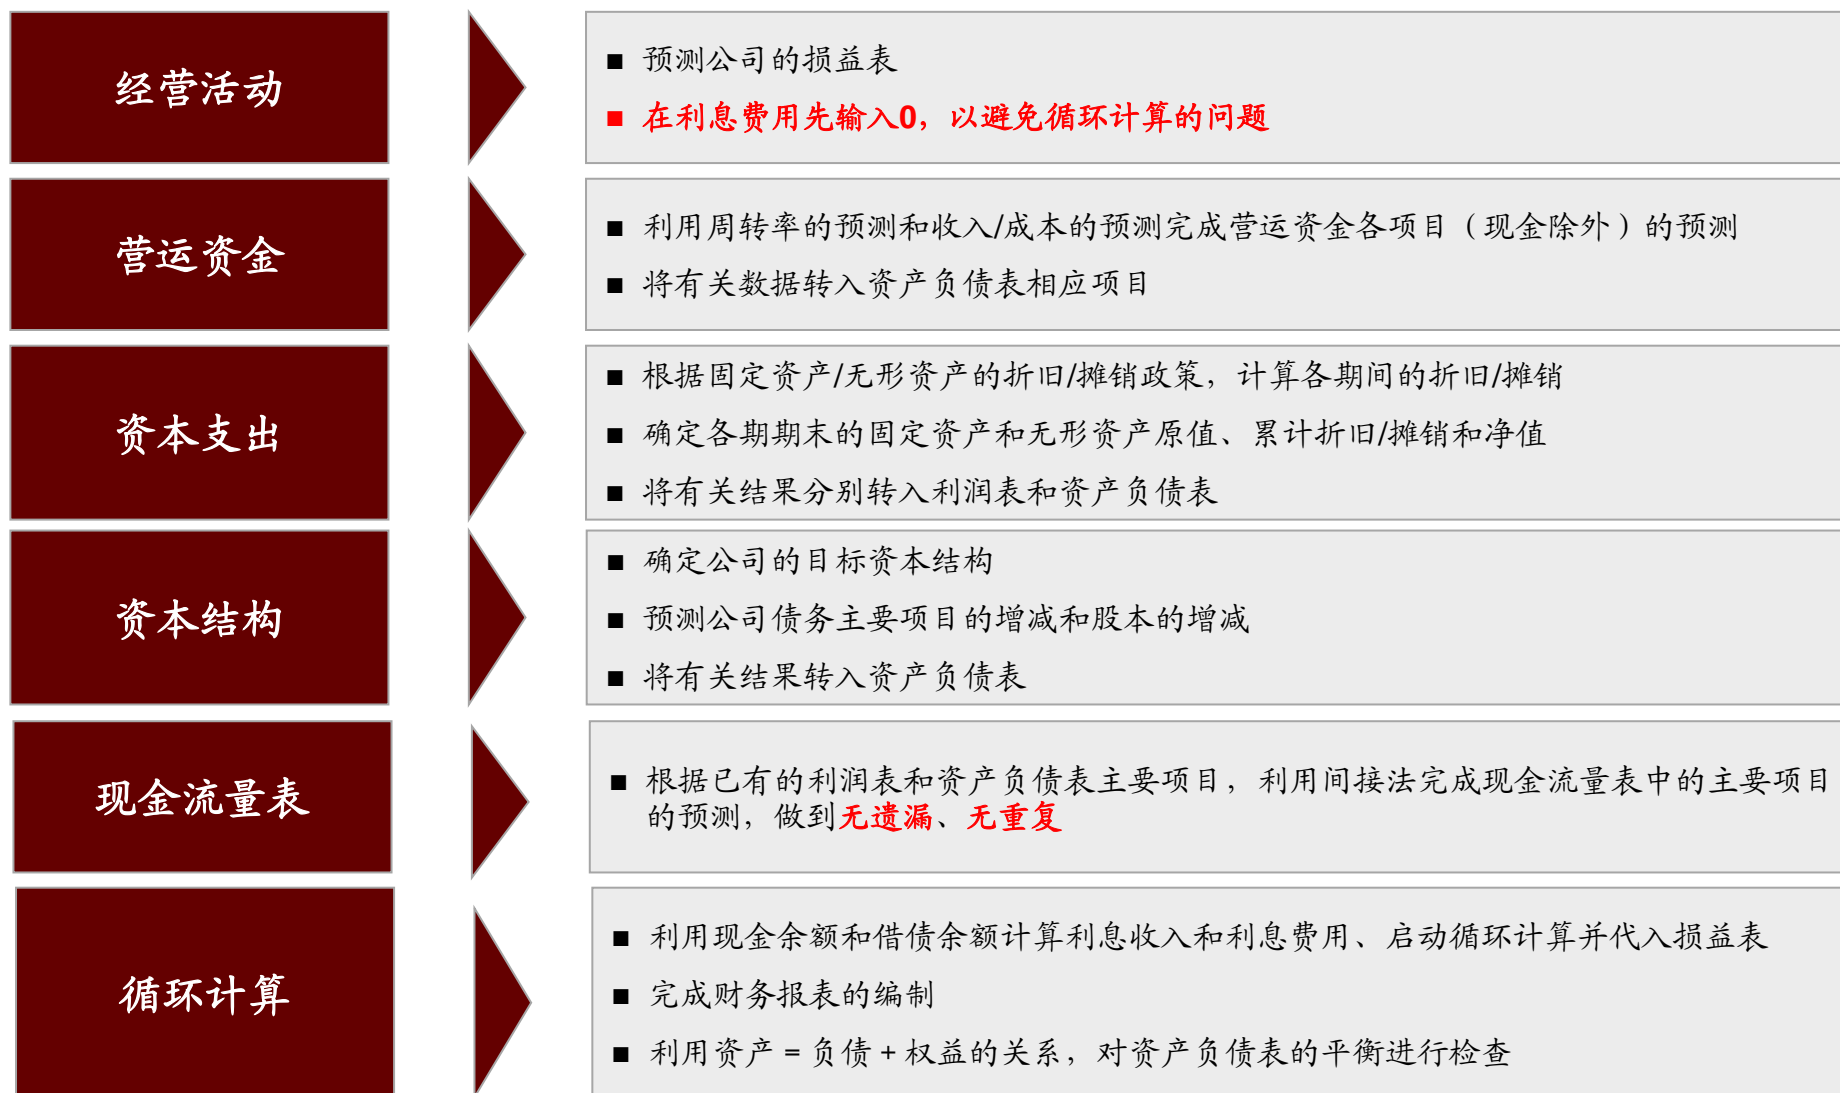 经营活动
■ 预测公司的损益表
■ 在利息费用先输入0，以避免循环计算的问题
营运资金
■ 利用周转率的预测和收入/成本的预测完成营运资金各项目（现金除外）的预测
■ 将有关数据转入资产负债表相应项目
资本支出
■ 根据固定资产/无形资产的折旧/摊销政策，计算各期间的折旧/摊销
■ 确定各期期末的固定资产和无形资产原值、累计折旧/摊销和净值
■ 将有关结果分别转入利润表和资产负债表
资本结构
■ 确定公司的目标资本结构
■ 预测公司债务主要项目的增减和股本的增减
■ 将有关结果转入资产负债表
现金流量表
■ 根据已有的利润表和资产负债表主要项目，利用间接法完成现金流量表中的主要项目
的预测，做到无遗漏、无重复
循环计算
■ 利用现金余额和借债余额计算利息收入和利息费用、启动循环计算并代入损益表
■ 完成财务报表的编制
■ 利用资产 = 负债 + 权益的关系，对资产负债表的平衡进行检查